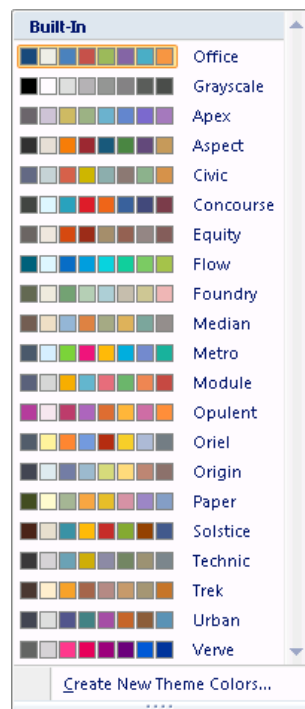 Built-In
Office
Grayscale
Apex
Aspect
Civic
Concourse
Equity
Flow
Foundry
Median
Metro
Module
Opulent
Oriel
Origin
Paper
Solstice
Technic
Trek
Urban
Verve
Create New Theme Colors...